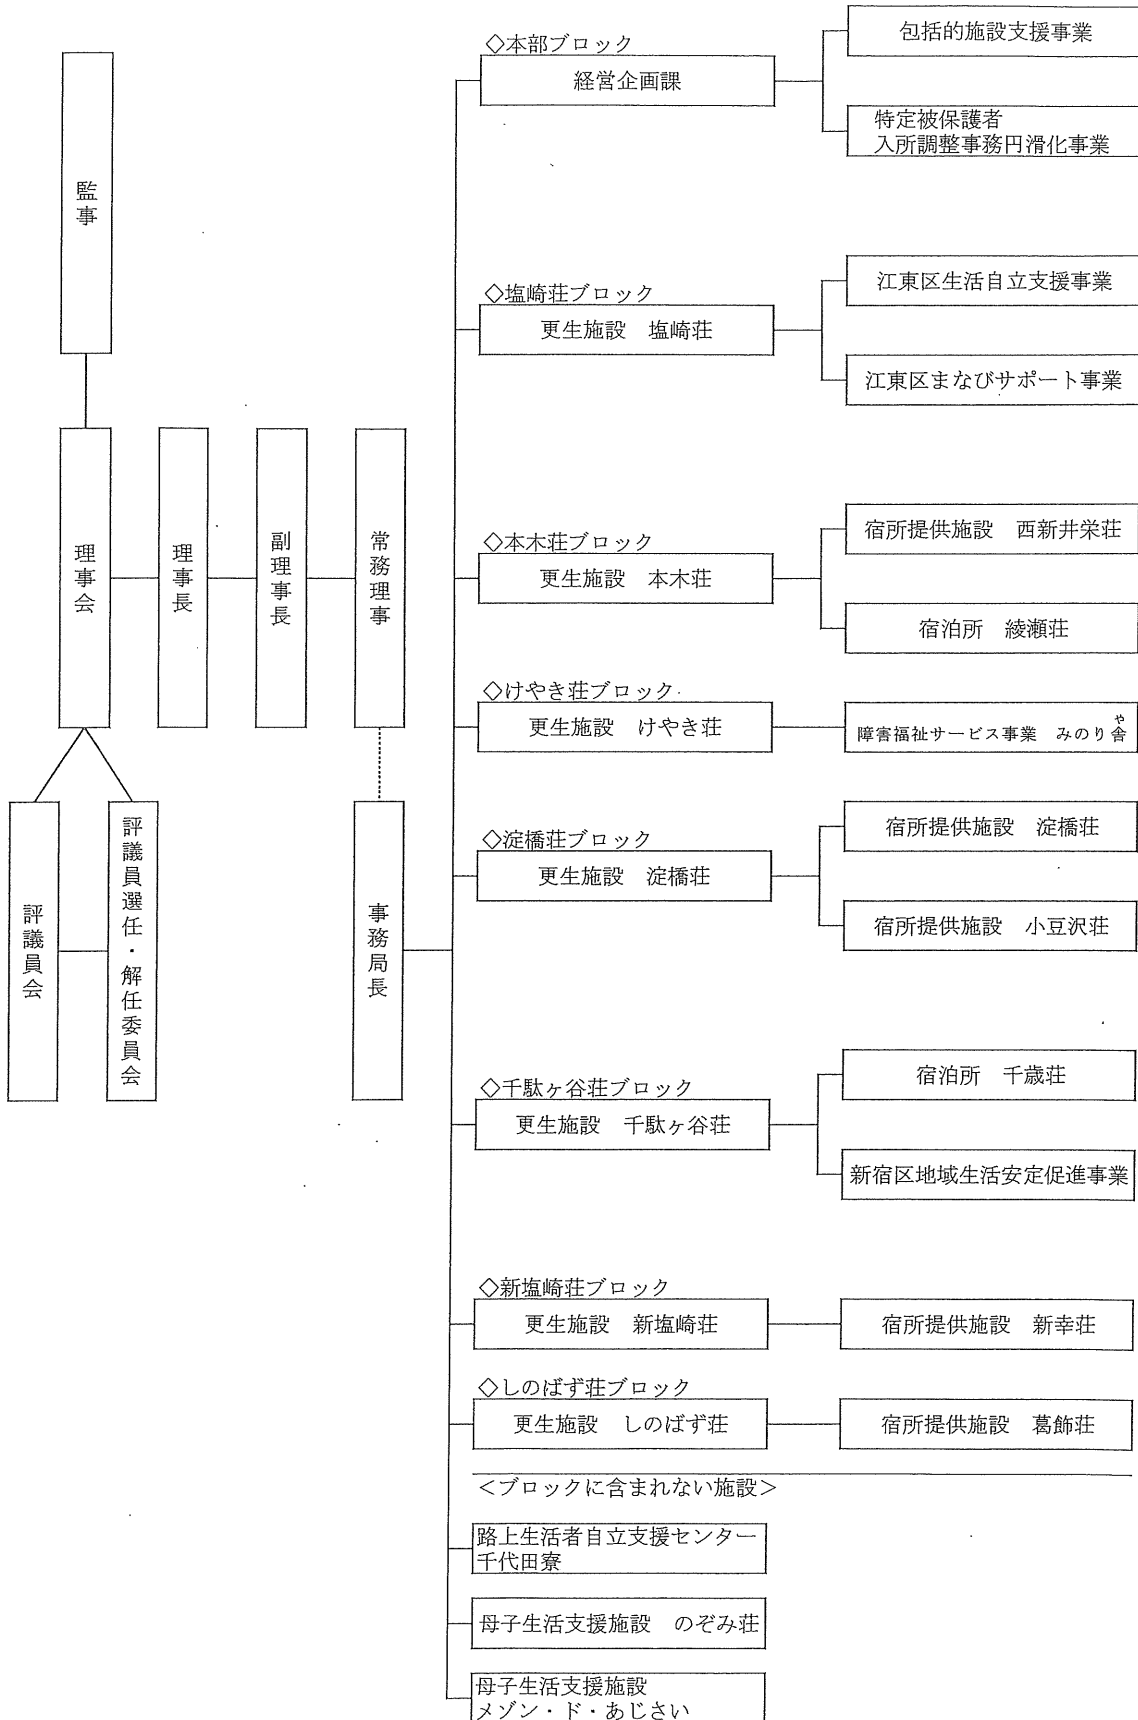 監事
理事会
理事長
副理事長
常務理事
評議員会
評議員選任・解任委員会
事務局長
◇本部ブロック
経営企画課
包括的施設支援事業
特定被保護者
入所調整事務円滑化事業
◇塩崎荘ブロック
更生施設　塩崎荘
江東区生活自立支援事業
江東区まなびサポート事業
◇本木荘ブロック
更生施設　本木荘
宿所提供施設　西新井栄荘
宿泊所　綾瀬荘
◇けやき荘ブロック
更生施設　けやき荘
や
障害福祉サービス事業　みのり舎
◇淀橋荘ブロック
更生施設　淀橋荘
宿所提供施設　淀橋荘
宿所提供施設　小豆沢荘
◇千駄ヶ谷荘ブロック
更生施設　千駄ヶ谷荘
宿泊所　千歳荘
新宿区地域生活安定促進事業
◇新塩崎荘ブロック
更生施設　新塩崎荘
宿所提供施設　新幸荘
◇しのばず荘ブロック
更生施設　しのばず荘
宿所提供施設　葛飾荘
＜ブロックに含まれない施設＞
路上生活者自立支援センター
千代田寮
母子生活支援施設　のぞみ荘
母子生活支援施設
メゾン・ド・あじさい